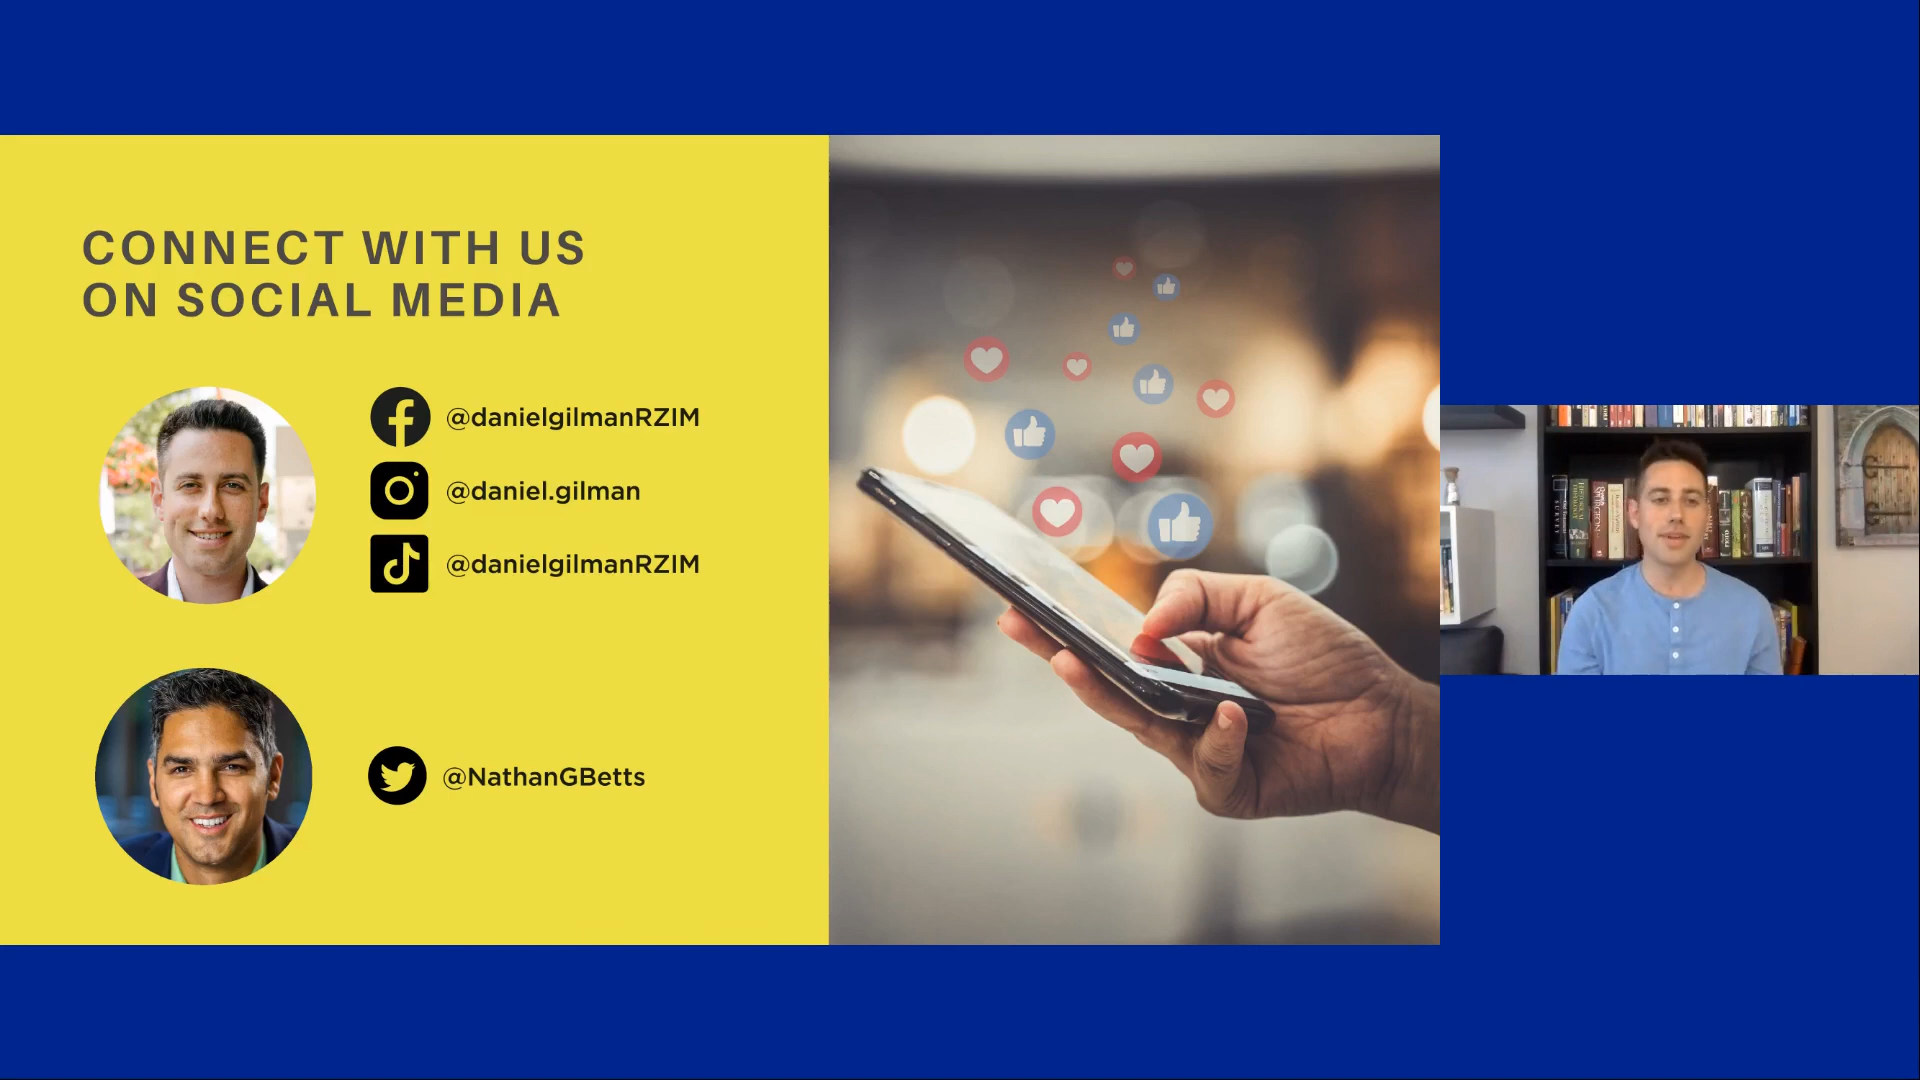 CONNECT WITH US
ON SOCIAL MEDIA
@danielgilmanRZIM
@daniel.gilman
@danielgilmanRZIM
@NathanGBetts